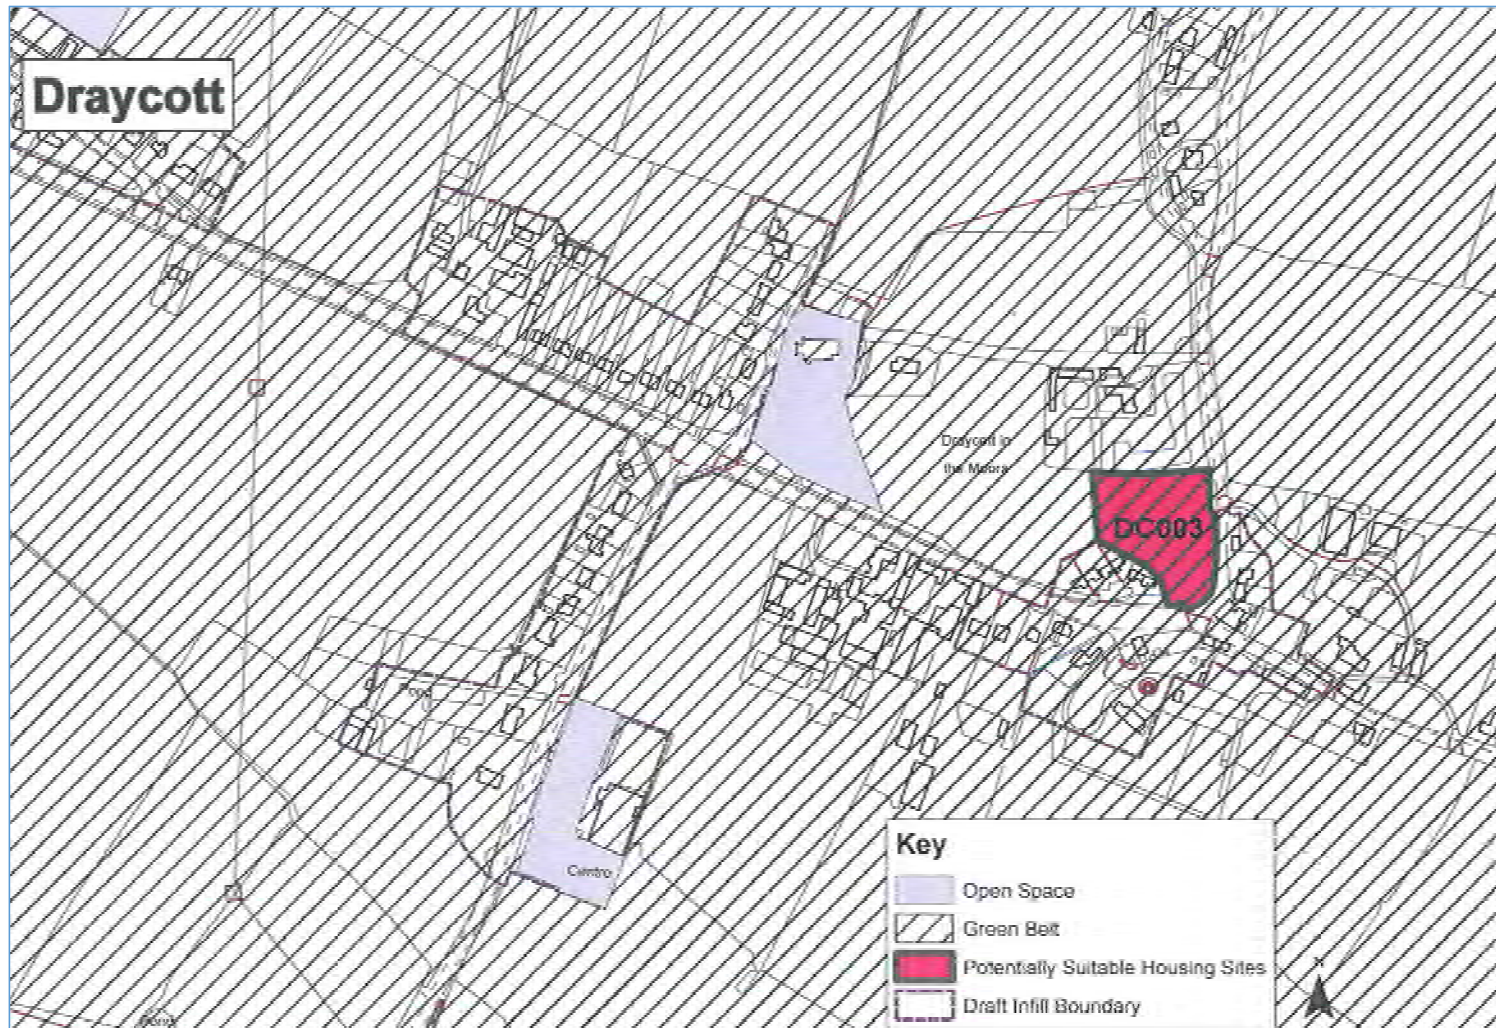 Draycott
Draycott in
the Moors
DC003
Pond
Centre
Key
Open Space
Green Belt
Potentially Suitable Housing Sites
Draft Infill Boundary
N